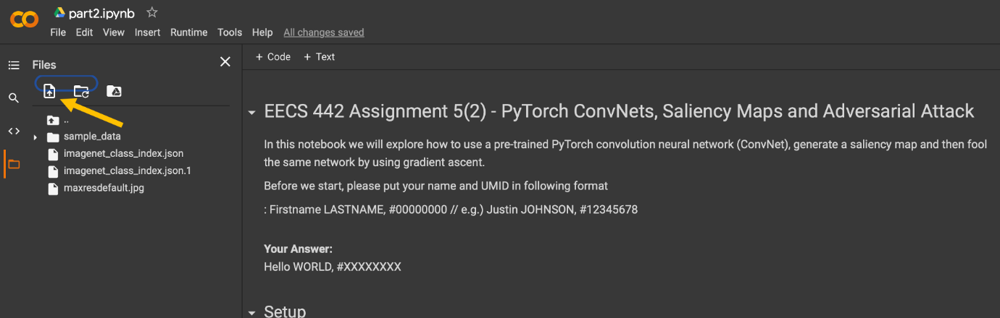 part2.ipynb
File Edit View Insert Runtime Tools Help All changes saved
Files
+ Code + Text
..
sample_data
imagenet_class_index.json
imagenet_class_index.json.1
maxresdefault.jpg
EECS 442 Assignment 5(2) - PyTorch ConvNets, Saliency Maps and Adversarial Attack
In this notebook we will explore how to use a pre-trained PyTorch convolution neural network (ConvNet), generate a saliency map and then fool
the same network by using gradient ascent.
Before we start, please put your name and UMID in following format
: Firstname LASTNAME, #00000000 // e.g.) Justin JOHNSON, #12345678
Your Answer:
Hello WORLD, #XXXXXXXX
Setup